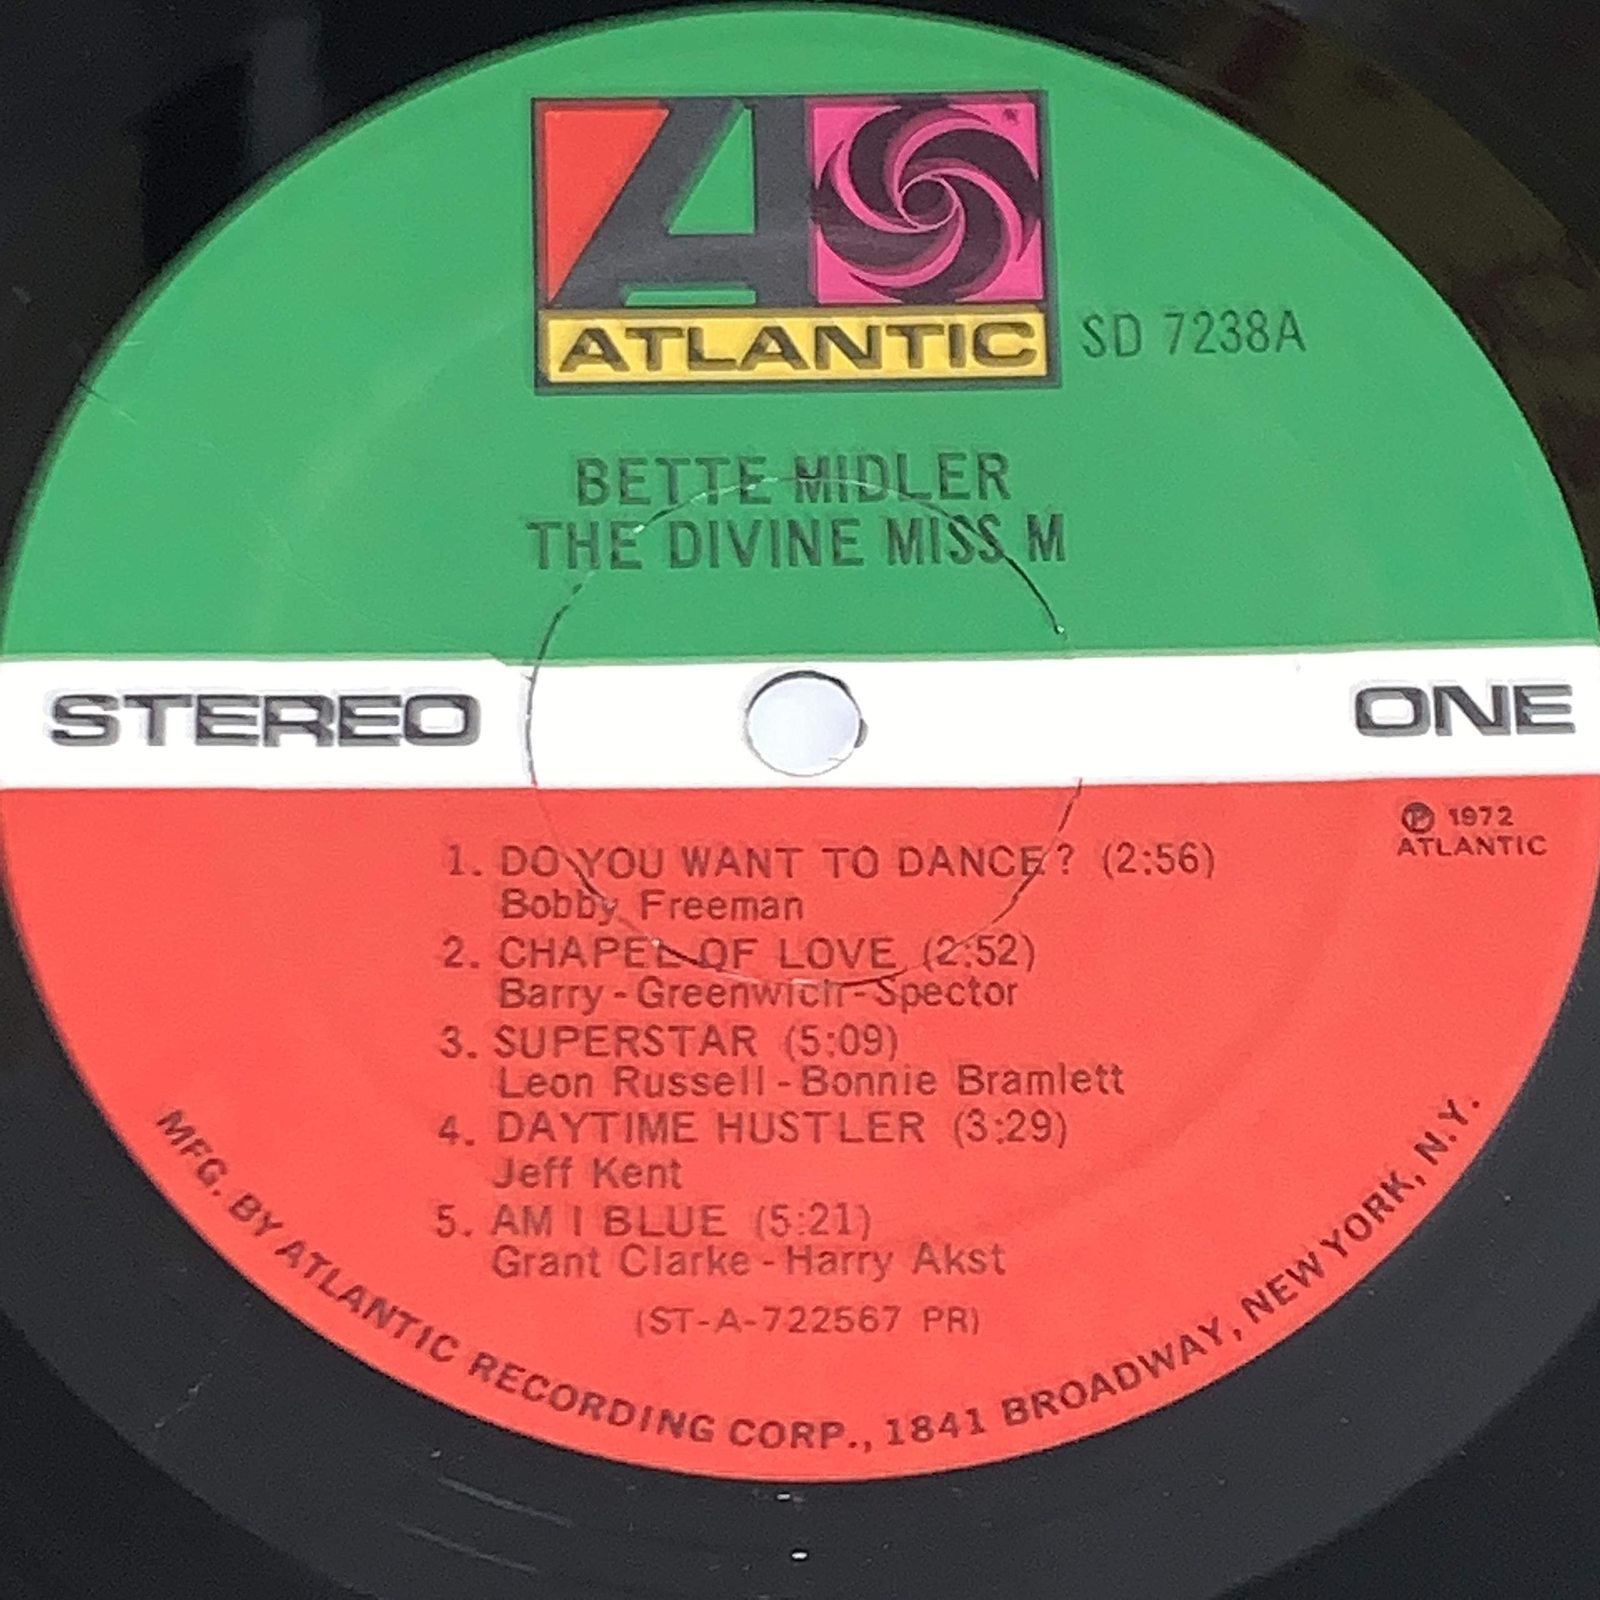 ATLANTIC
SD 7238A
BETTE MIDLER
THE DIVINE MISS M
STEREO
ONE
℗ 1972
ATLANTIC
1. DO YOU WANT TO DANCE? (2:56)
Bobby Freeman
2. CHAPEL OF LOVE (2:52)
Barry-Greenwich-Spector
3. SUPERSTAR (5:09)
Leon Russell-Bonnie Bramlett
4. DAYTIME HUSTLER (3:29)
Jeff Kent
5. AM I BLUE (5:21)
Grant Clarke-Harry Akst
(ST-A-722567 PR)
MFG. BY ATLANTIC RECORDING CORP., 1841 BROADWAY, NEW YORK, N.Y.